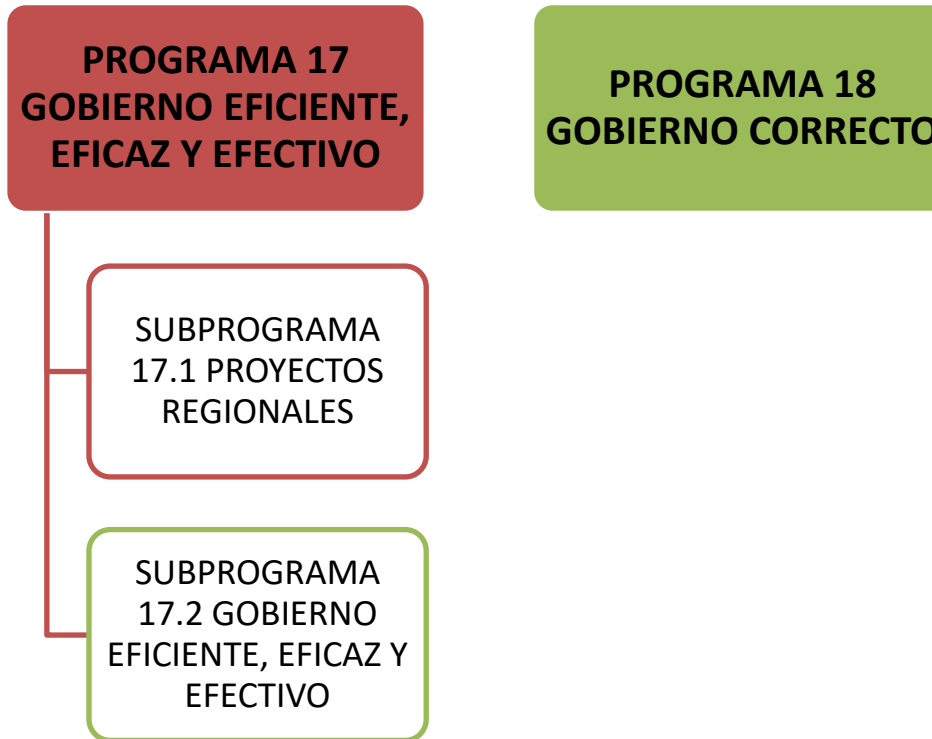 PROGRAMA 17
GOBIERNO EFICIENTE,
EFICAZ Y EFECTIVO
PROGRAMA 18
GOBIERNO CORRECTO
SUBPROGRAMA
17.1 PROYECTOS
REGIONALES
SUBPROGRAMA
17.2 GOBIERNO
EFICIENTE, EFICAZ Y
EFECTIVO